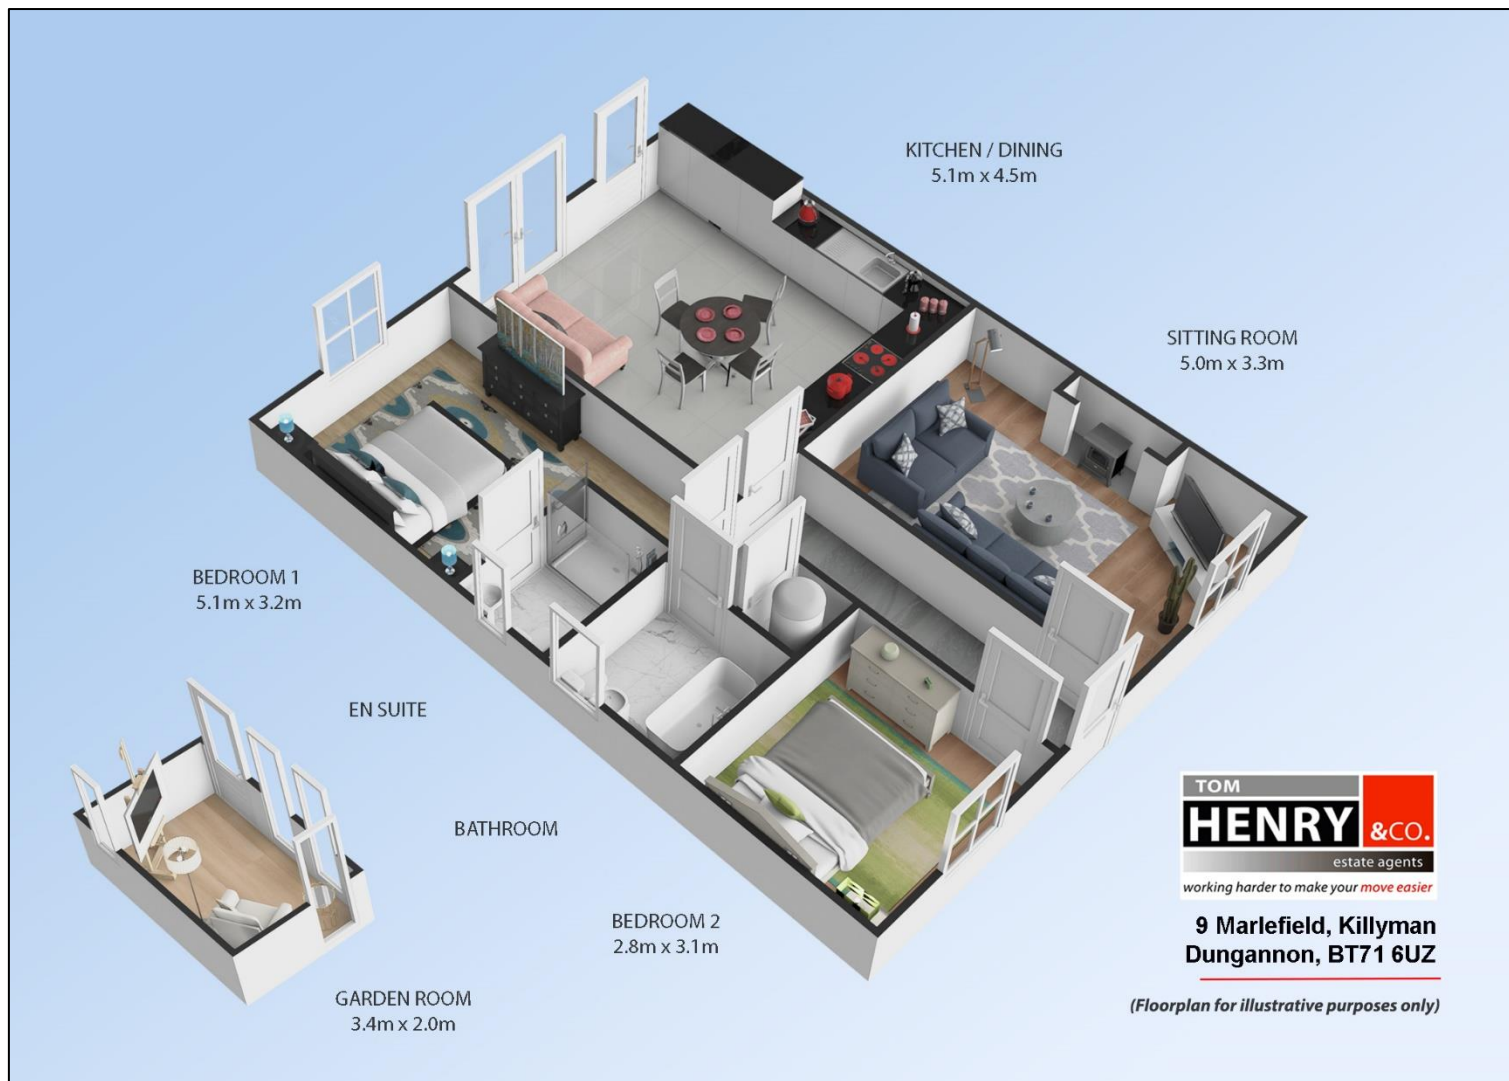 KITCHEN / DINING
5.1m x 4.5m
SITTING ROOM
5.0m x 3.3m
BEDROOM 1
5.1m x 3.2m
EN SUITE
BATHROOM
BEDROOM 2
2.8m x 3.1m
GARDEN ROOM
3.4m x 2.0m
TOM
HENRY &CO.
estate agents
working harder to make your move easier
9 Marlefield, Killyman
Dungannon, BT71 6UZ
(Floorplan for illustrative purposes only)